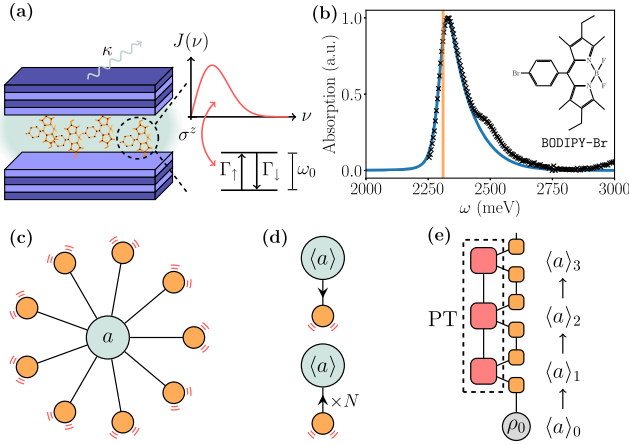 (a)
κ
J(ν)
ν
σᶻ
Γ↑
Γ↓
ω₀
(b)
Absorption (a.u.)
1.0
0.5
0.0
2000
2250
2500
2750
3000
ω (meV)
Br
N
N
B
F
F
BODIPY-Br
(c)
a
(d)
⟨a⟩
⟨a⟩
×N
(e)
PT
⟨a⟩₃
⟨a⟩₂
⟨a⟩₁
ρ₀
⟨a⟩₀